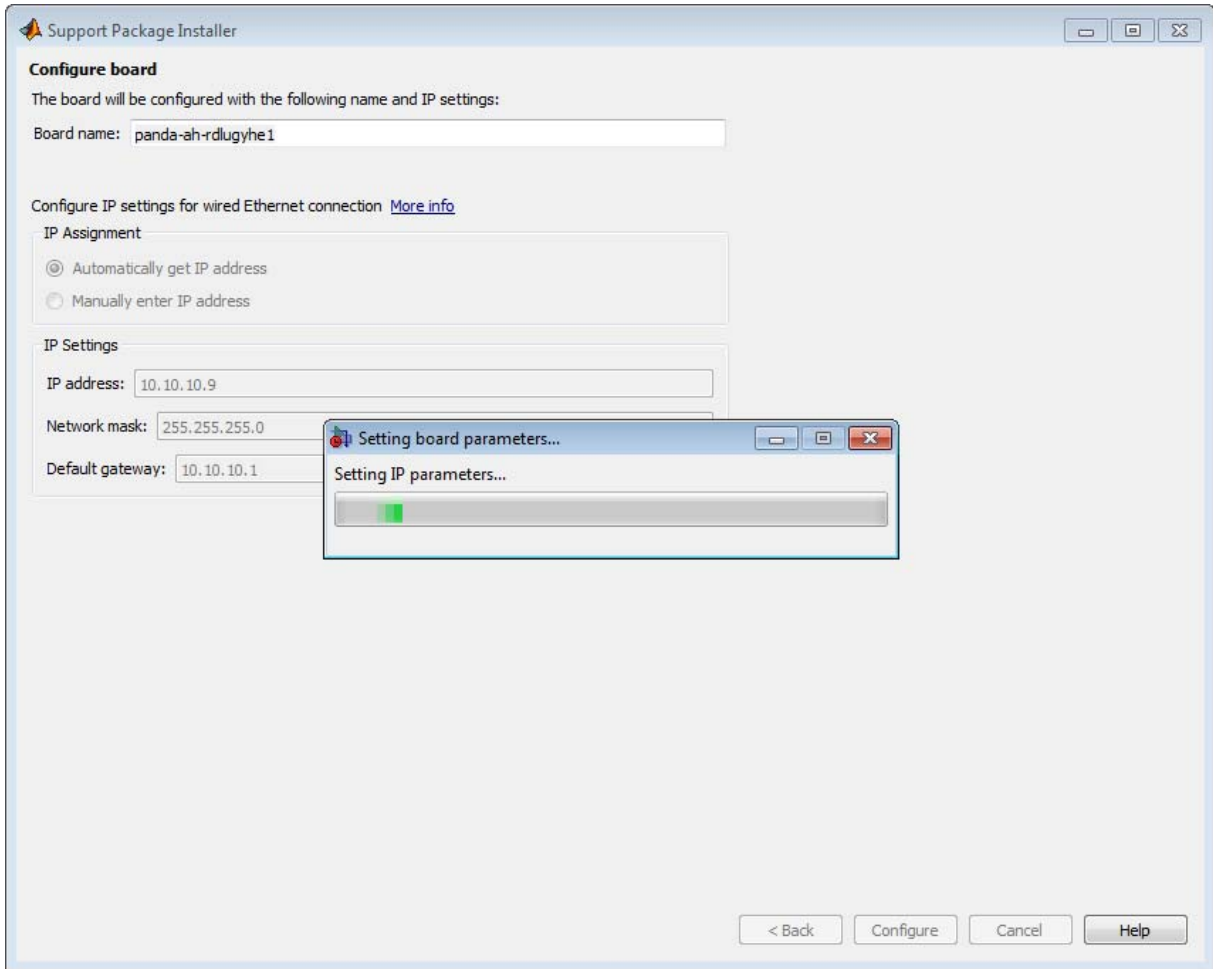 Support Package Installer
Configure board
The board will be configured with the following name and IP settings:
Board name: panda-ah-rdlugyhe1
Configure IP settings for wired Ethernet connection More info
IP Assignment
Automatically get IP address
Manually enter IP address
IP Settings
IP address: 10.10.10.9
Network mask: 255.255.255.0
Default gateway: 10.10.10.1
Setting board parameters...
Setting IP parameters...
< Back Configure Cancel Help